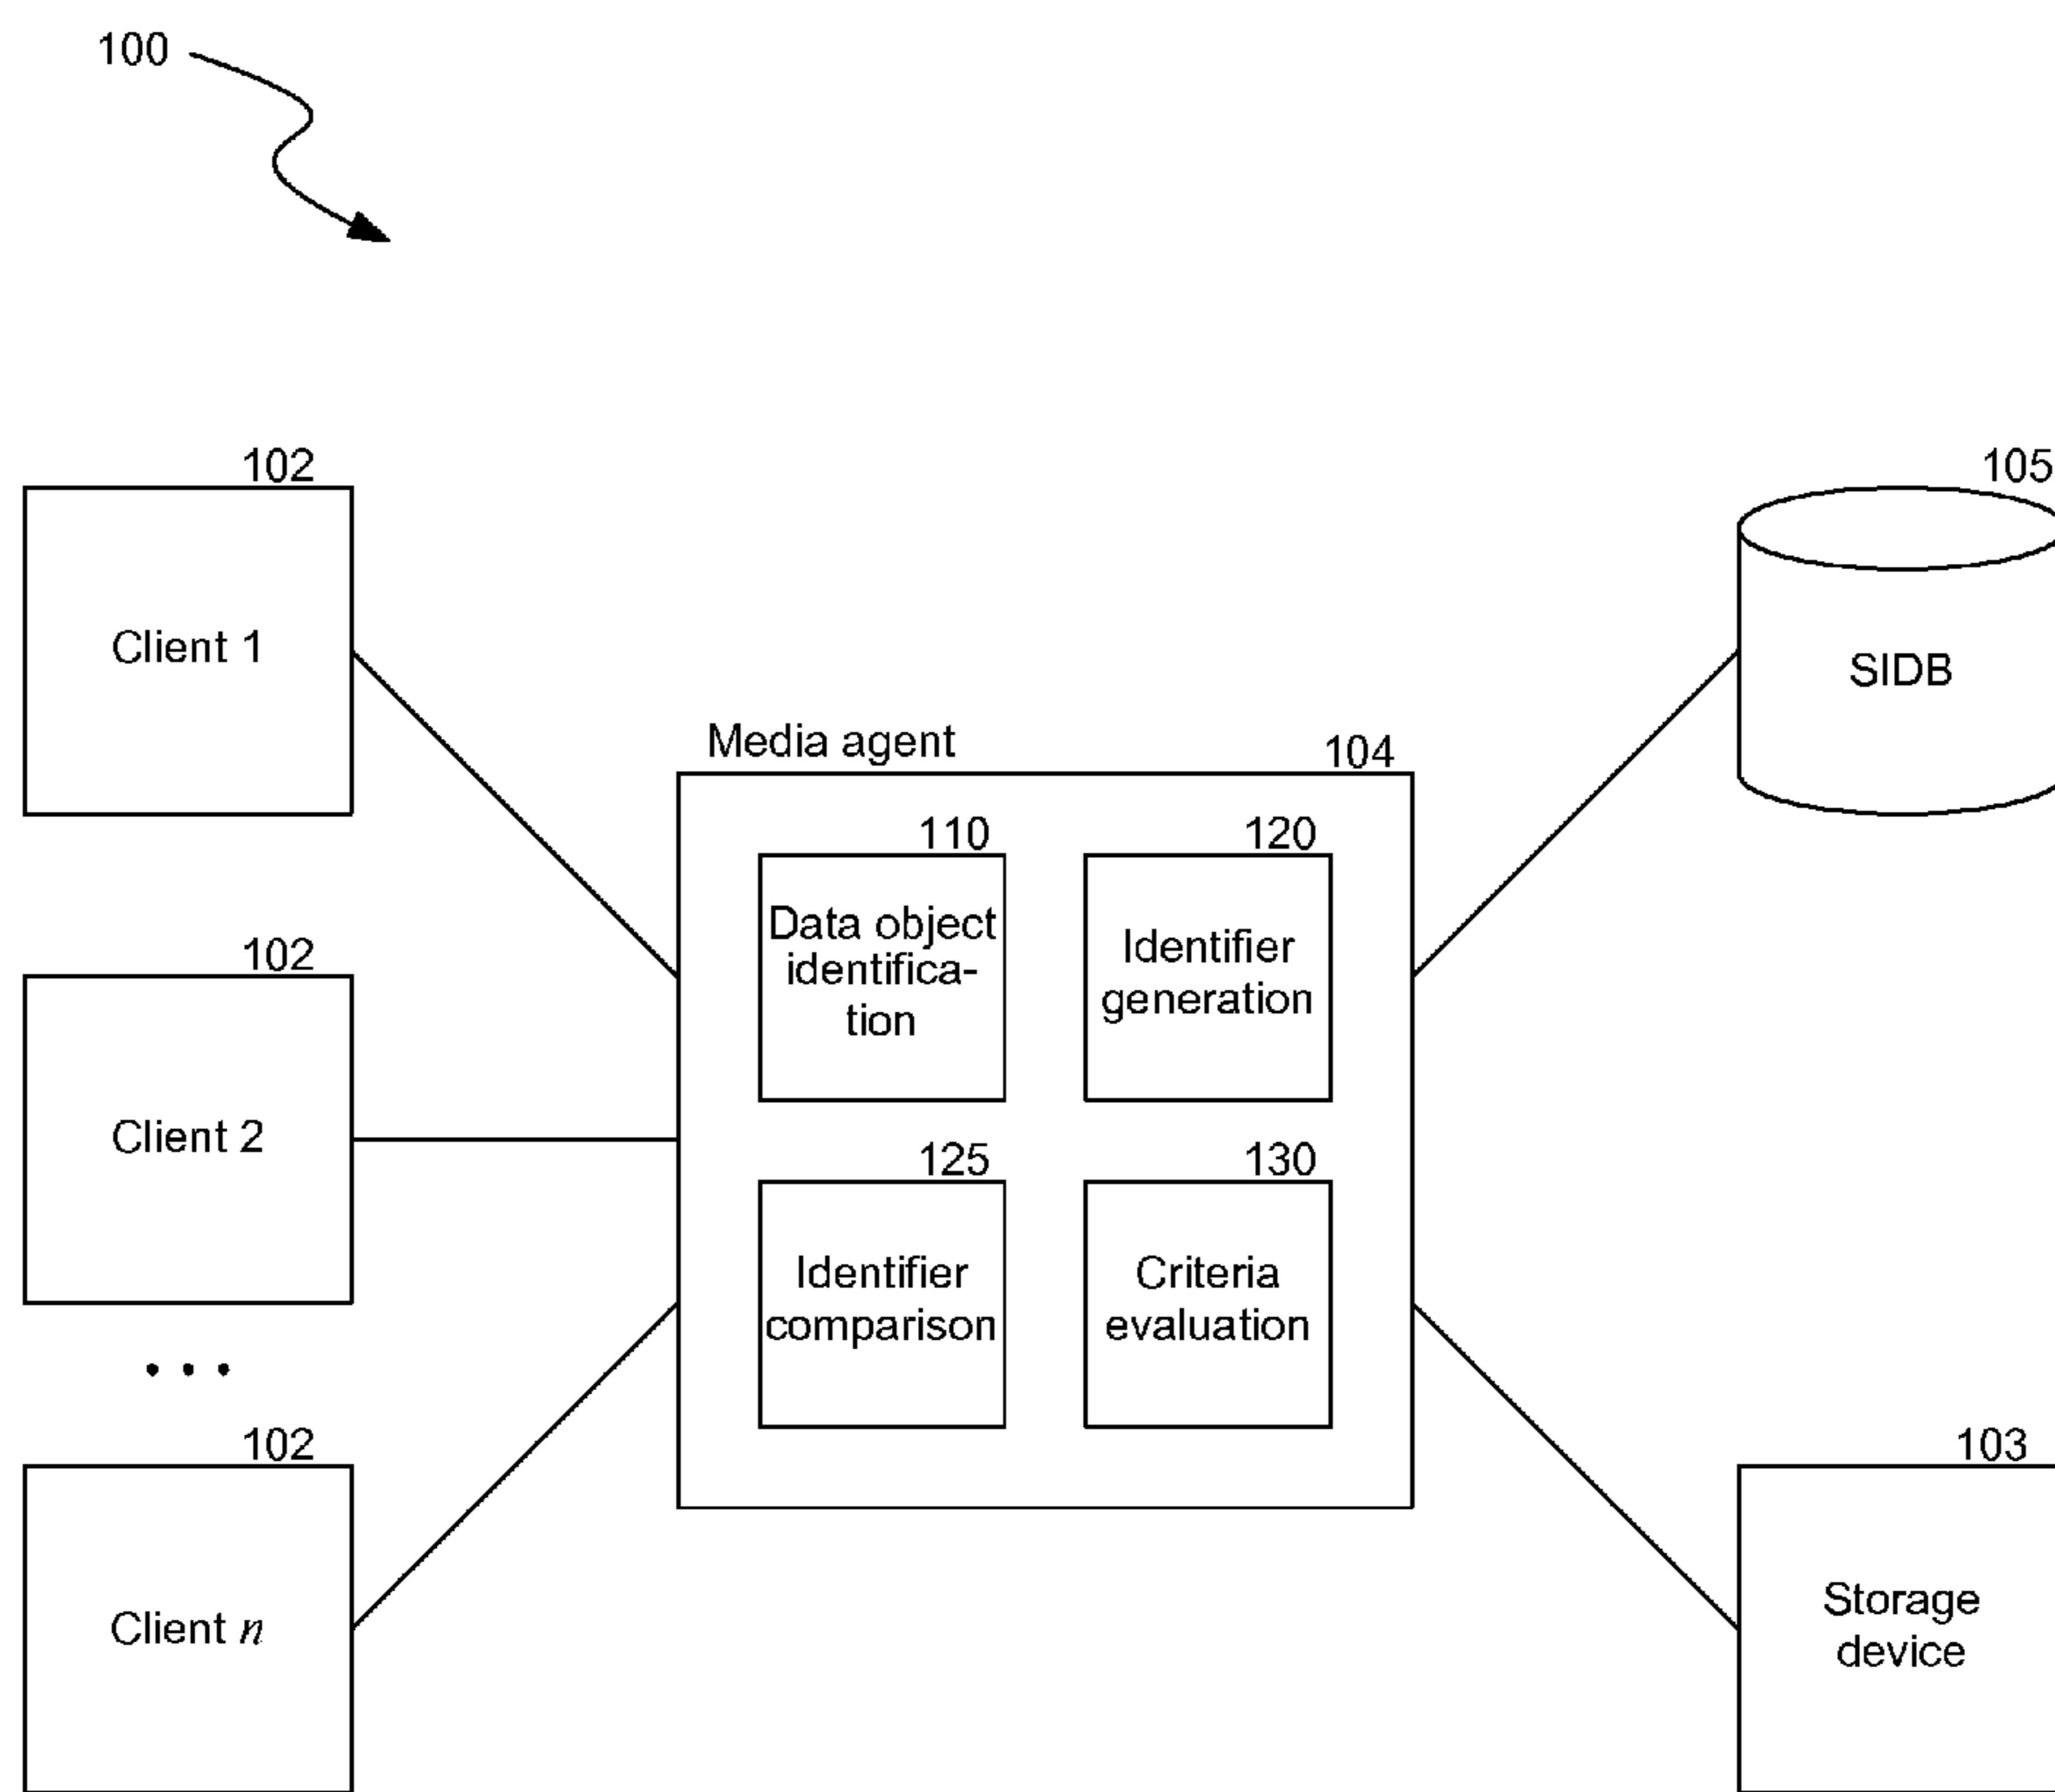 100
102
Client 1
102
Client 2
...
102
Client n
Media agent
104
110
Data object
identifica-
tion
120
Identifier
generation
125
Identifier
comparison
130
Criteria
evaluation
105
SIDB
103
Storage
device